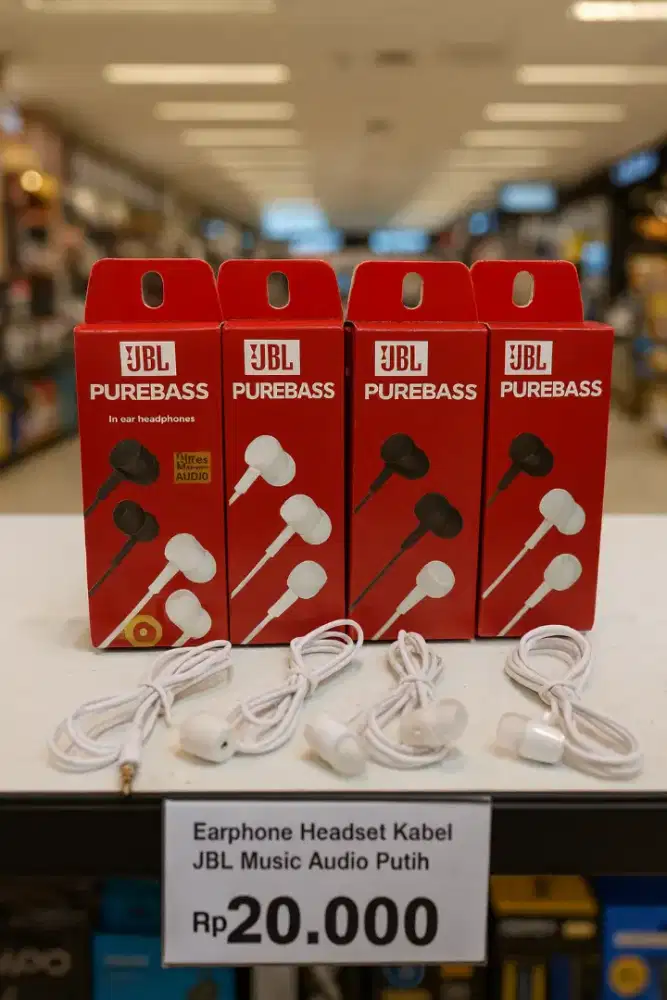 JBL
PUREBASS
In ear headphones
AUDIO
JBL
PUREBASS
JBL
PUREBASS
JBL
PUREBASS
Earphone Headset Kabel
JBL Music Audio Putih
Rp20.000